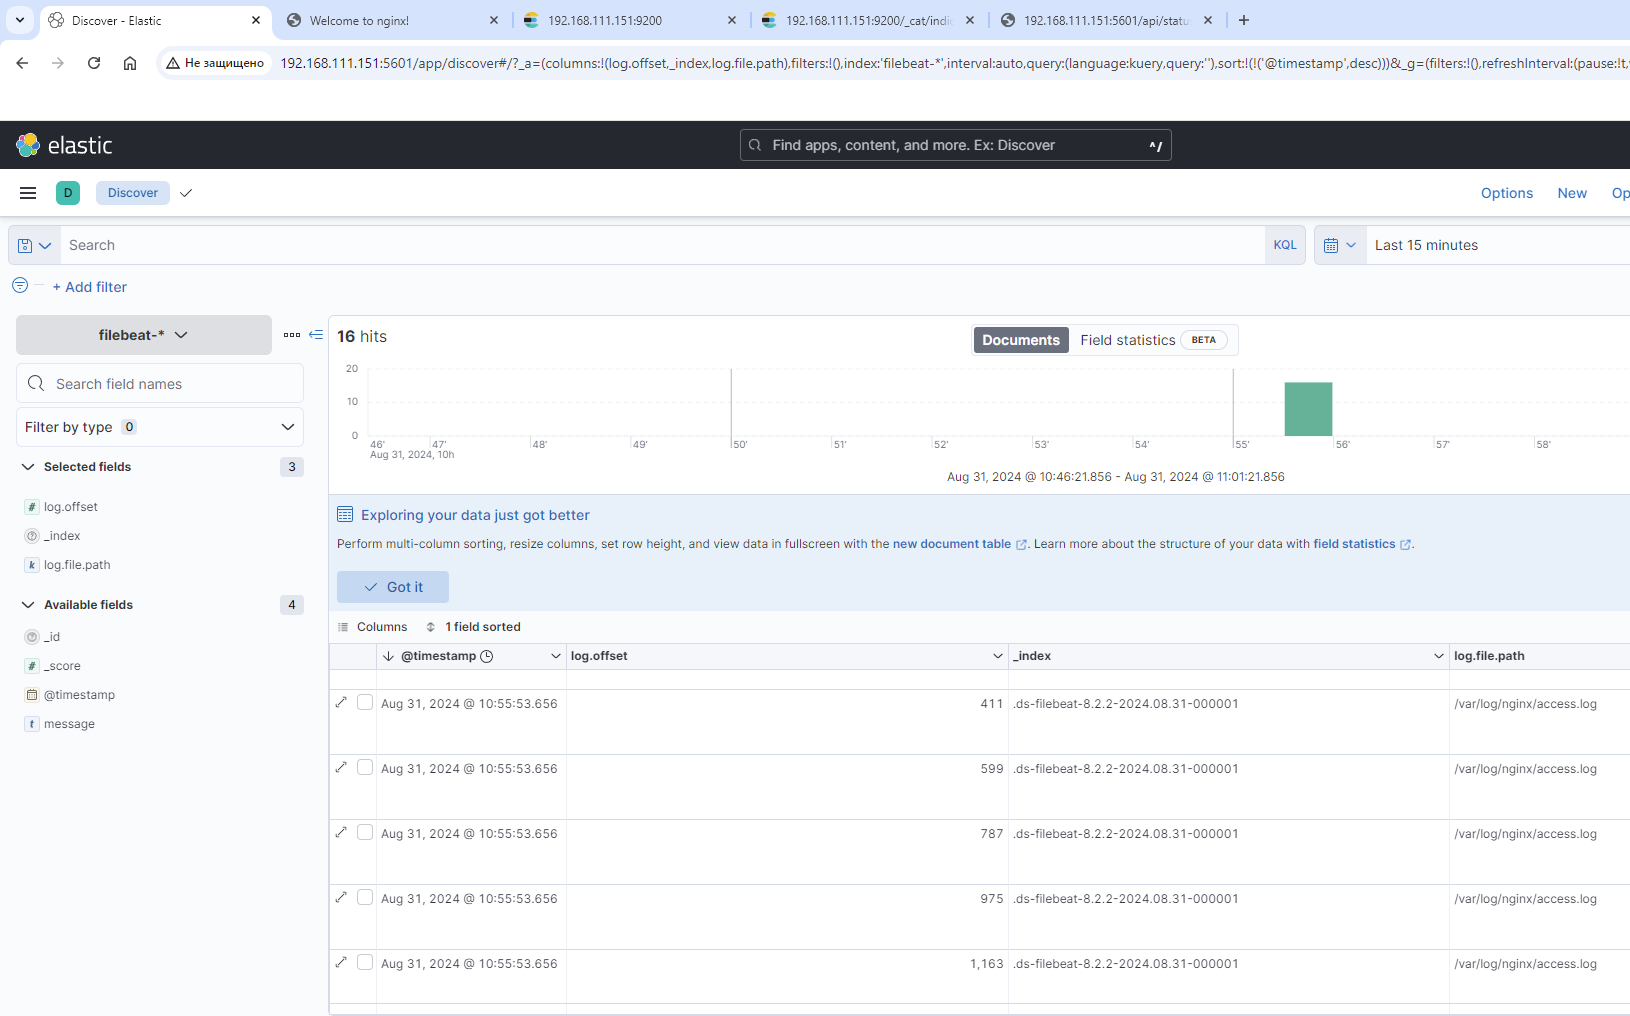 Discover - Elastic
Welcome to nginx!
192.168.111.151:9200
192.168.111.151:9200/_cat/indi
192.168.111.151:5601/api/statu
Не защищено
192.168.111.151:5601/app/discover#/?_a=(columns:!(log.offset,_index,log.file.path),filters:!(),index:'filebeat-*',interval:auto,query:(language:kuery,query:''),sort:!(!('@timestamp',desc)))&_g=(filters:!(),refreshInterval:(pause:!t,
elastic
Find apps, content, and more. Ex: Discover
^/
D
Discover
Options
New
Op
Search
KQL
Last 15 minutes
+ Add filter
filebeat-*
16 hits
Documents
Field statistics
BETA
Search field names
Filter by type 0
Selected fields 3
log.offset
_index
log.file.path
Available fields 4
_id
_score
@timestamp
t message
20
10
0
46' 47' 48' 49' 50' 51' 52' 53' 54' 55' 56' 57' 58'
Aug 31, 2024, 10h
Aug 31, 2024 @ 10:46:21.856 - Aug 31, 2024 @ 11:01:21.856
Exploring your data just got better
Perform multi-column sorting, resize columns, set row height, and view data in fullscreen with the new document table. Learn more about the structure of your data with field statistics.
Got it
Columns
1 field sorted
@timestamp log.offset _index log.file.path
Aug 31, 2024 @ 10:55:53.656 411 .ds-filebeat-8.2.2-2024.08.31-000001 /var/log/nginx/access.log
Aug 31, 2024 @ 10:55:53.656 599 .ds-filebeat-8.2.2-2024.08.31-000001 /var/log/nginx/access.log
Aug 31, 2024 @ 10:55:53.656 787 .ds-filebeat-8.2.2-2024.08.31-000001 /var/log/nginx/access.log
Aug 31, 2024 @ 10:55:53.656 975 .ds-filebeat-8.2.2-2024.08.31-000001 /var/log/nginx/access.log
Aug 31, 2024 @ 10:55:53.656 1,163 .ds-filebeat-8.2.2-2024.08.31-000001 /var/log/nginx/access.log